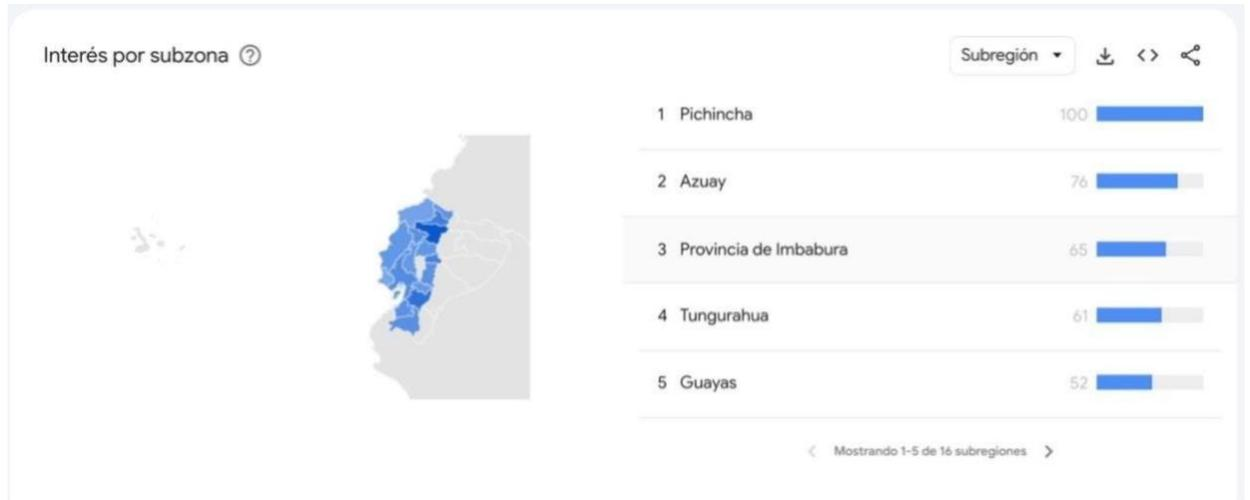 Interés por subzona
Subregión
1 Pichincha 100
2 Azuay 76
3 Provincia de Imbabura 65
4 Tungurahua 61
5 Guayas 52
Mostrando 1-5 de 16 subregiones